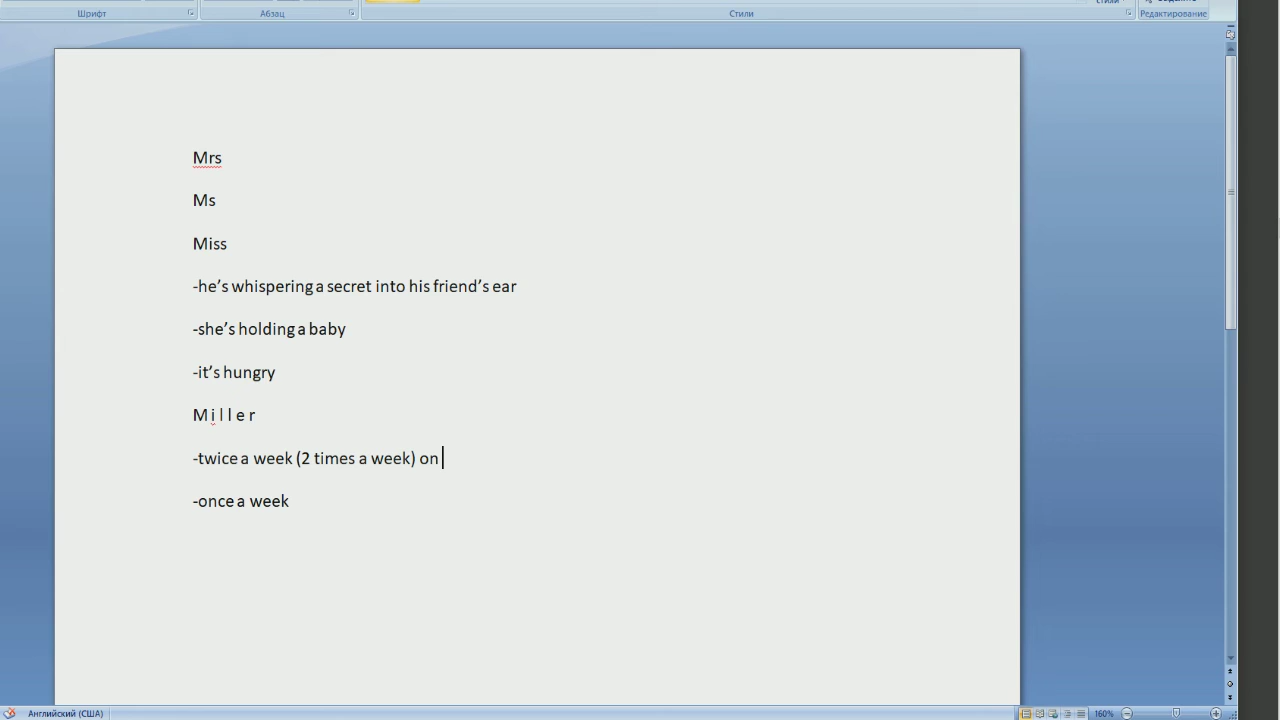 Шрифт Абзац Стили Редактирование
Mrs
Ms
Miss
-he’s whispering a secret into his friend’s ear
-she’s holding a baby
-it’s hungry
M i l l e r
-twice a week (2 times a week) on
-once a week
Английский (США) 160%